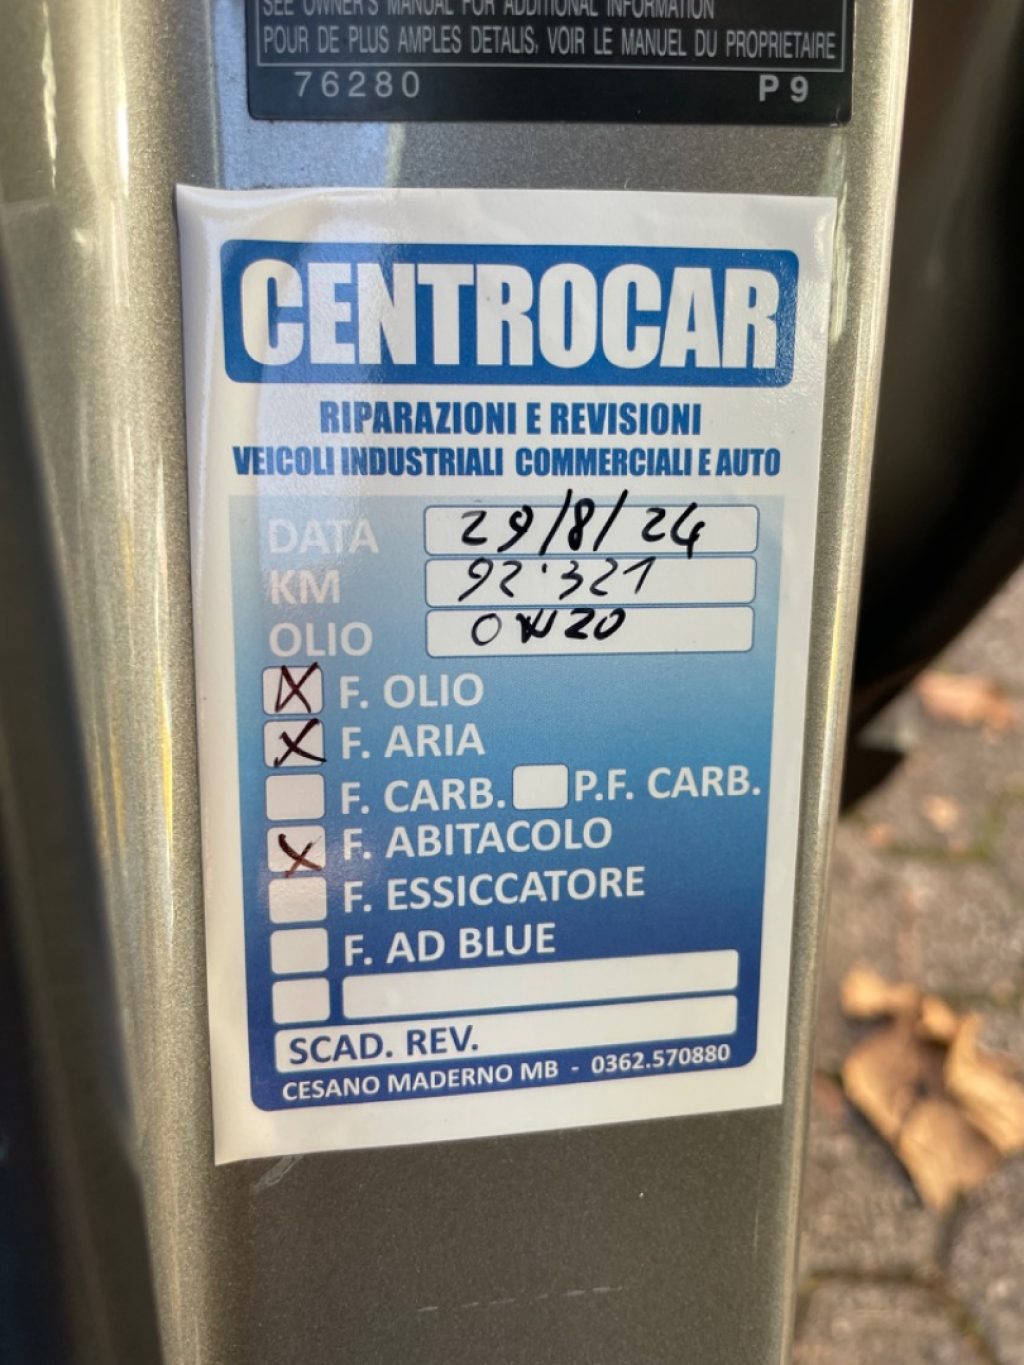 SEE OWNER'S MANUAL FOR ADDITIONAL INFORMATION
POUR DE PLUS AMPLES DETALIS, VOIR LE MANUEL DU PROPRIETAIRE
76280 P9
CENTROCAR
RIPARAZIONI E REVISIONI
VEICOLI INDUSTRIALI COMMERCIALI E AUTO
DATA 29/8/24
KM 92.321
OLIO 0W20
X F. OLIO
X F. ARIA
F. CARB. P.F. CARB.
X F. ABITACOLO
F. ESSICCATORE
F. AD BLUE
SCAD. REV.
CESANO MADERNO MB - 0362.570880